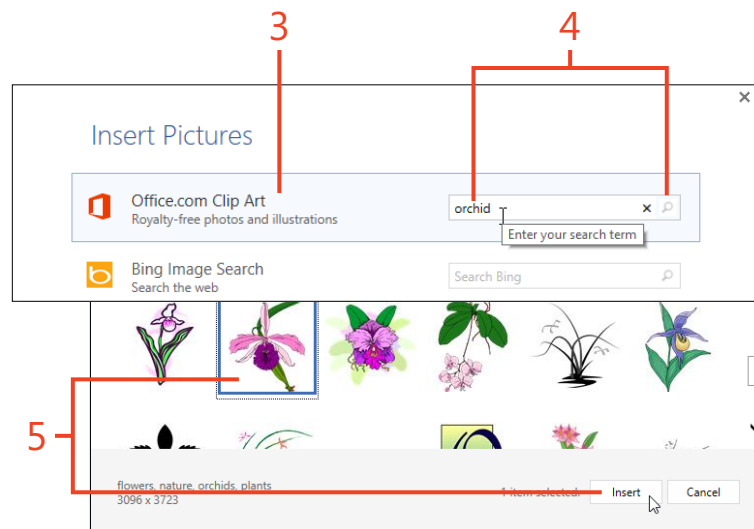 3
4
Insert Pictures
Office.com Clip Art
Royalty-free photos and illustrations
orchid
Enter your search term
Bing Image Search
Search the web
Search Bing
5
flowers, nature, orchids, plants
3096 x 3723
1 item selected.
Insert
Cancel